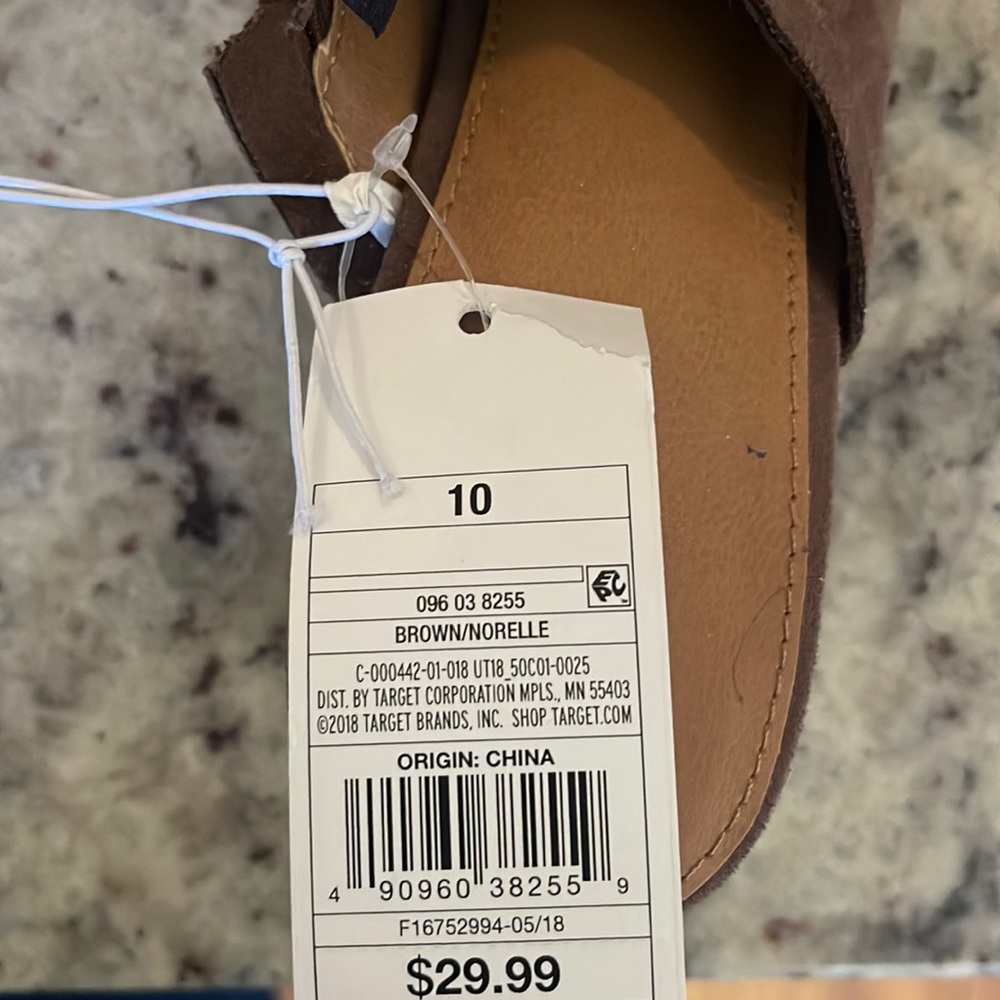 10
EPC
096 03 8255
BROWN/NORELLE
C-000442-01-018 UT18_50C01-0025
DIST. BY TARGET CORPORATION MPLS., MN 55403
©2018 TARGET BRANDS, INC. SHOP TARGET.COM
ORIGIN: CHINA
4 90960 38255 9
F16752994-05/18
$29.99